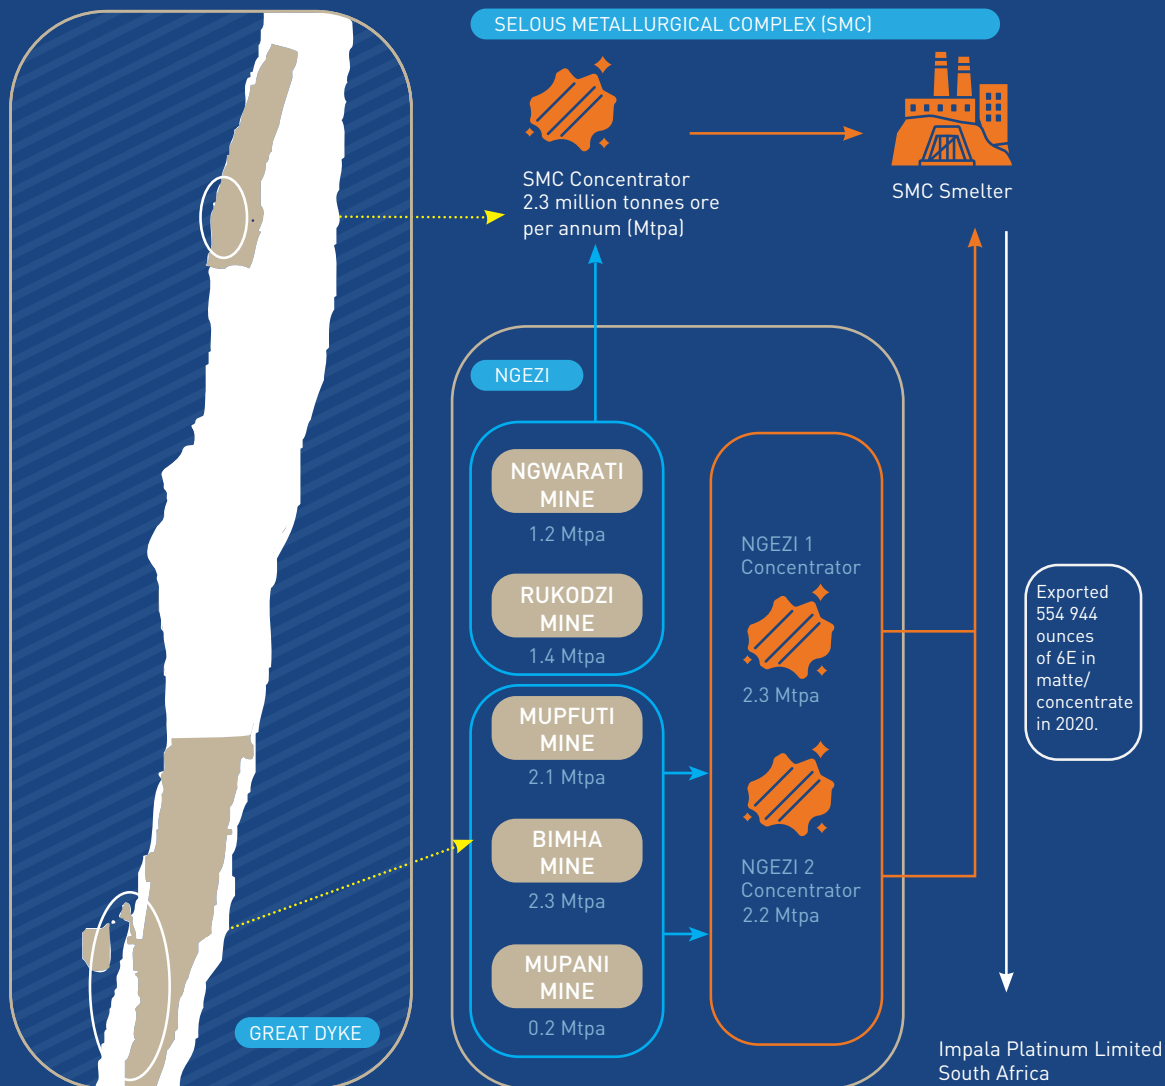 SELOUS METALLURGICAL COMPLEX (SMC)
SMC Concentrator
2.3 million tonnes ore
per annum (Mtpa)
SMC Smelter
NGEZI
NGWARATI
MINE
1.2 Mtpa
RUKODZI
MINE
1.4 Mtpa
MUPFUTI
MINE
2.1 Mtpa
BIMHA
MINE
2.3 Mtpa
MUPANI
MINE
0.2 Mtpa
NGEZI 1
Concentrator
2.3 Mtpa
NGEZI 2
Concentrator
2.2 Mtpa
Exported
554 944
ounces
of 6E in
matte/
concentrate
in 2020.
GREAT DYKE
Impala Platinum Limited
South Africa